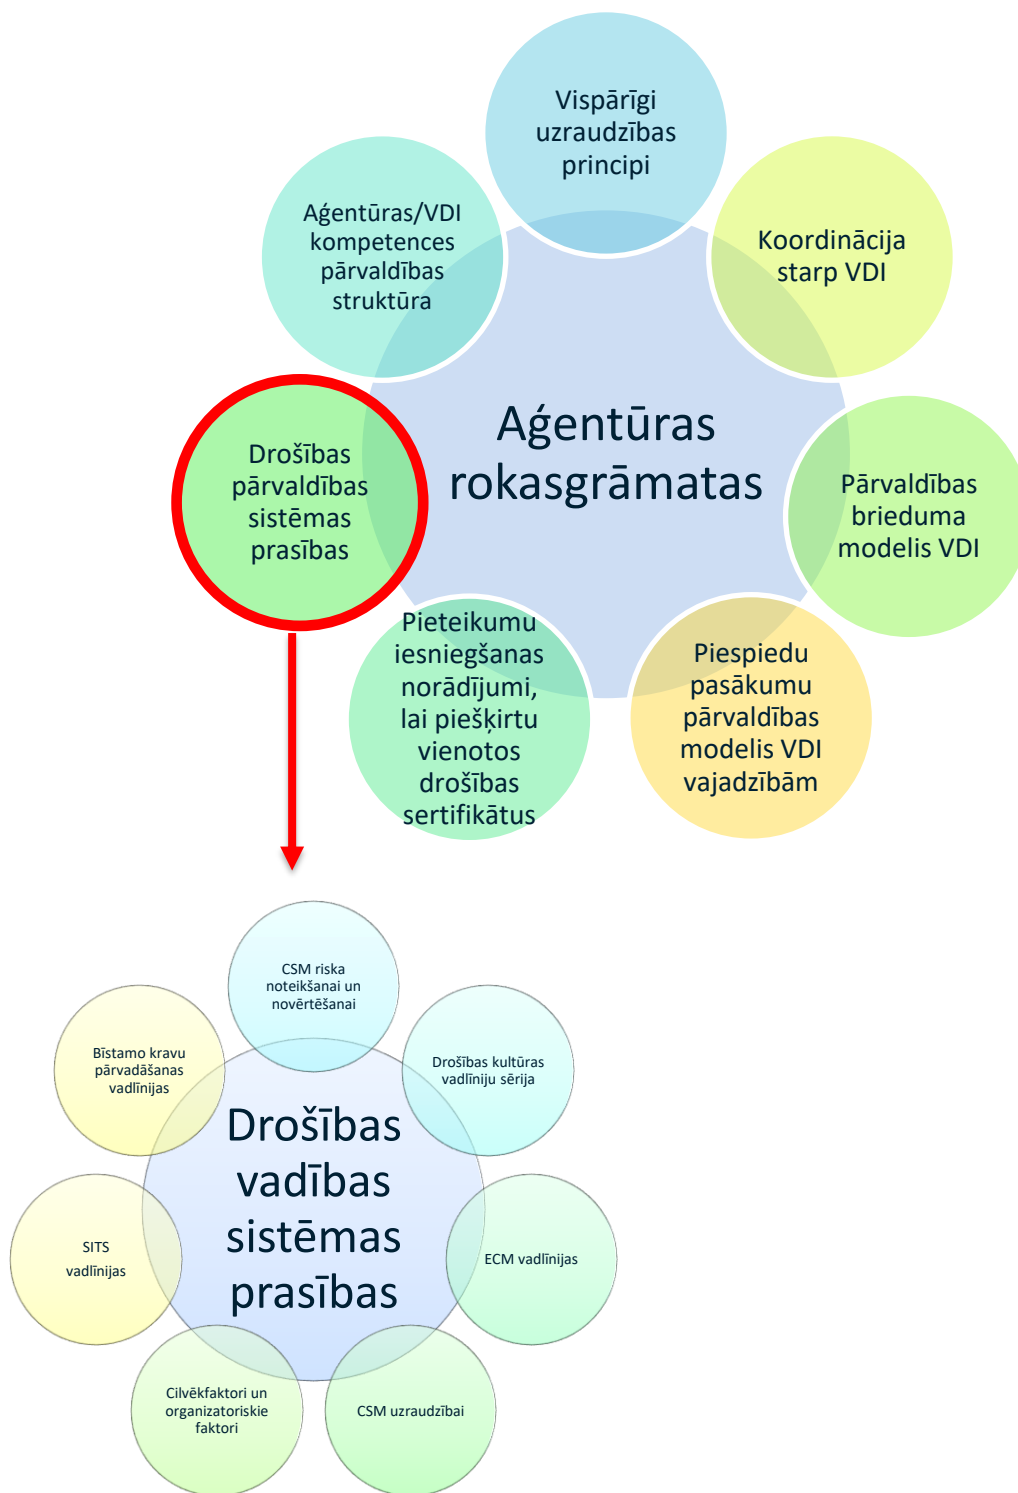 Vispārīgi
uzraudzības
principi
Aģentūras/VDI
kompetences
pārvaldības
struktūra
Koordinācija
starp VDI
Aģentūras
rokasgrāmatas
Drošības
pārvaldības
sistēmas
prasības
Pārvaldības
brieduma
modelis VDI
Pieteikumu
iesniegšanas
norādījumi,
lai piešķirtu
vienotos
drošības
sertifikātus
Piespiedu
pasākumu
pārvaldības
modelis VDI
vajadzībām
CSM riska
noteikšanai un
novērtēšanai
Bīstamo kravu
pārvadāšanas
vadlīnijas
Drošības kultūras
vadlīniju sērija
Drošības
vadības
sistēmas
prasības
SITS
vadlīnijas
ECM vadlīnijas
Cilvēkfaktori un
organizatoriskie
faktori
CSM uzraudzībai